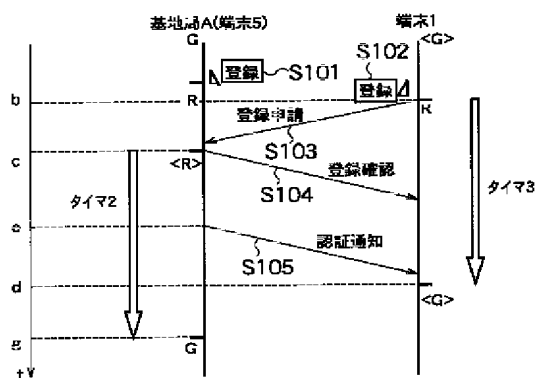 基地局A(端末5)
端末1
G
<G>
登録
S101
S102
登録
b
R
R
登録申請
S103
c
<R>
登録確認
S104
タイマ2
タイマ3
e
認証通知
S105
d
<G>
g
G
t